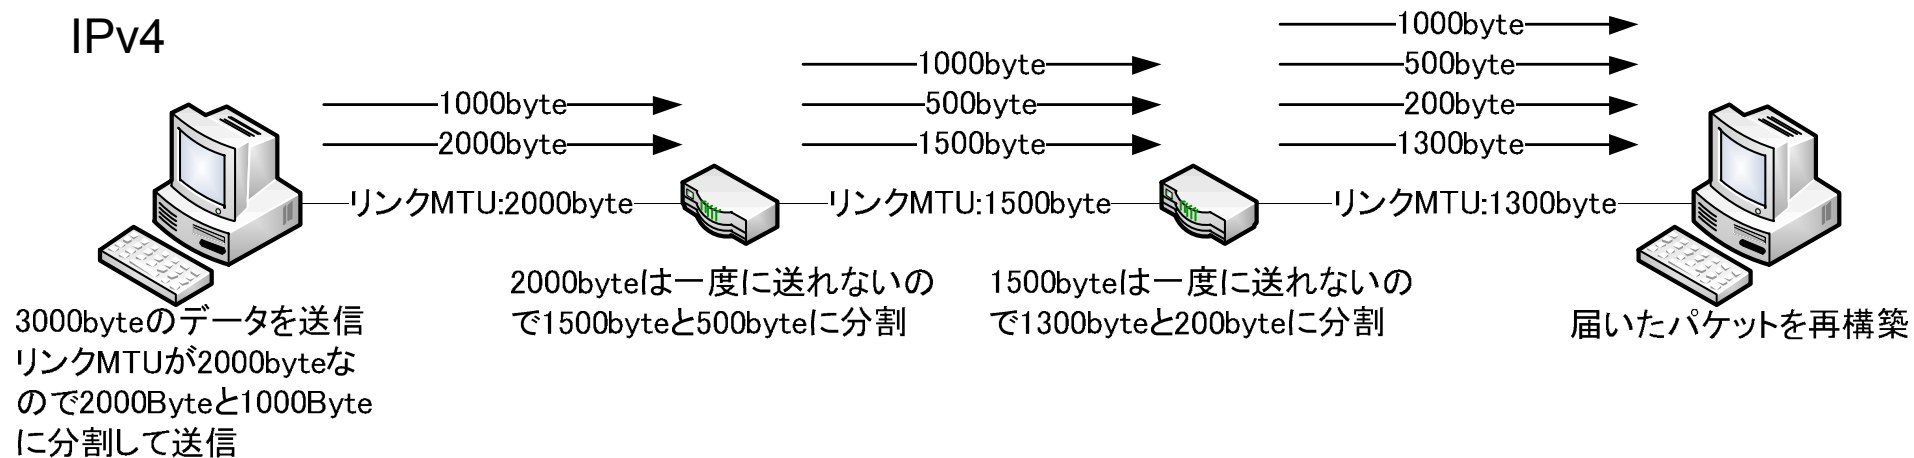 IPv4
1000byte
2000byte
リンクMTU:2000byte
1000byte
500byte
1500byte
リンクMTU:1500byte
1000byte
500byte
200byte
1300byte
リンクMTU:1300byte
3000byteのデータを送信
リンクMTUが2000byteな
ので2000Byteと1000Byte
に分割して送信
2000byteは一度に送れないの
で1500byteと500byteに分割
1500byteは一度に送れないの
で1300byteと200byteに分割
届いたパケットを再構築